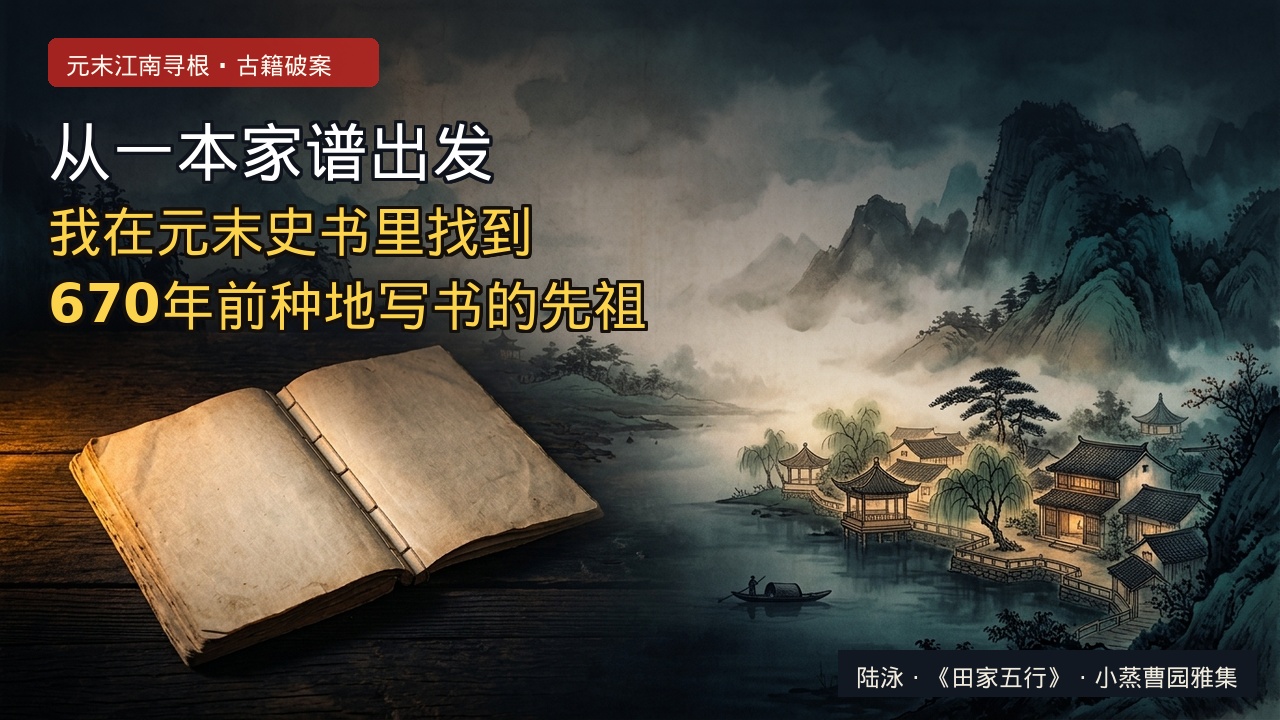 元末江南寻根·古籍破案
从一本家谱出发
我在元末史书里找到
670年前种地写书的先祖
陆泳·《田家五行》·小蒸曹园雅集